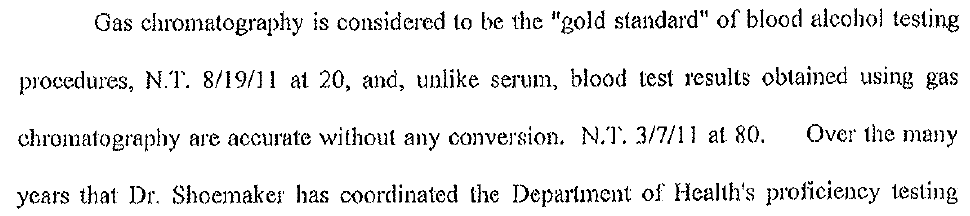 Gas chromatography is considered to be the "gold standard" of blood alcohol testing
procedures, N.T. 8/19/11 at 20, and, unlike serum, blood test results obtained using gas
chromatography are accurate without any conversion. N.T. 3/7/11 at 80. Over the many
years that Dr. Shoemaker has coordinated the Department of Health's proficiency testing